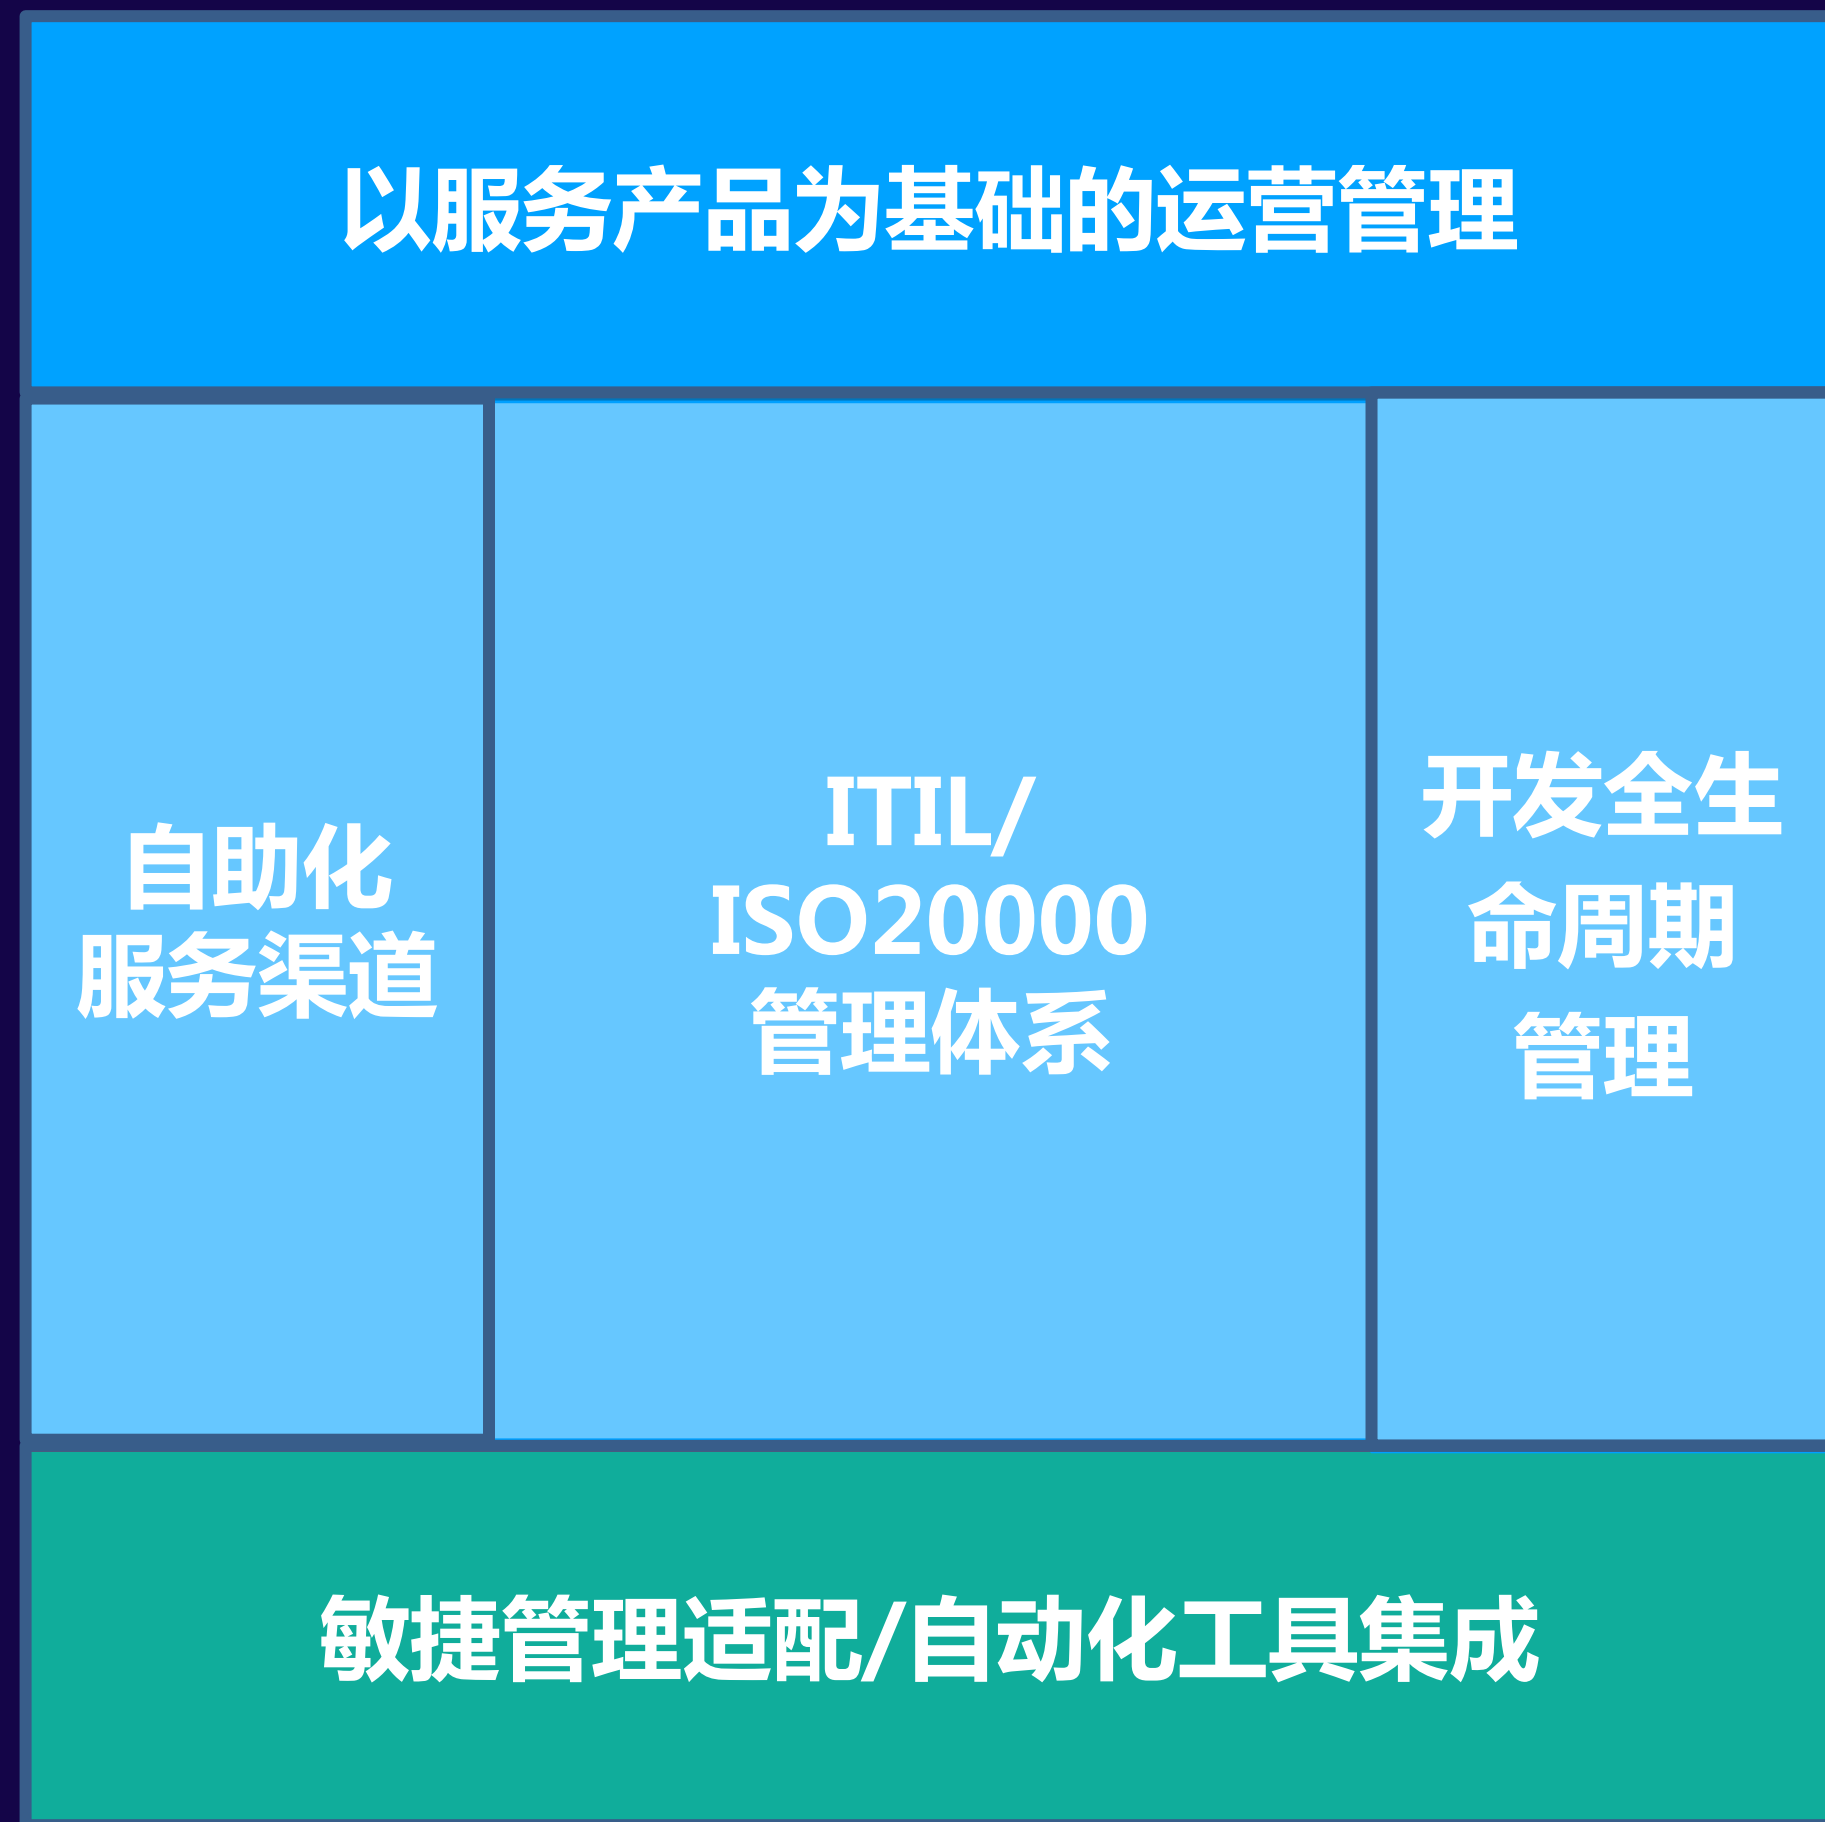 以服务产品为基础的运营管理
自助化
服务渠道
ITIL/
ISO20000
管理体系
开发全生
命周期
管理
敏捷管理适配/自动化工具集成